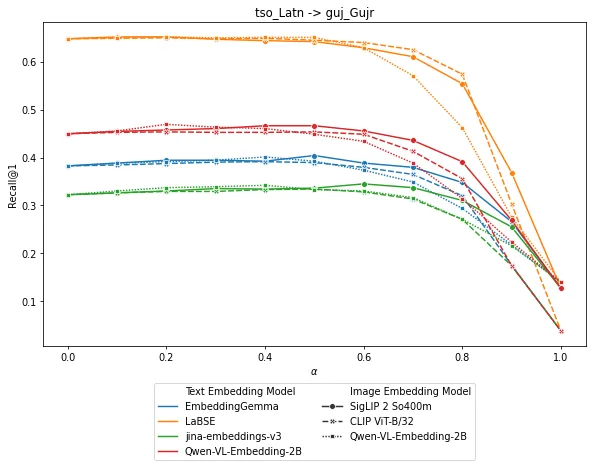 tso_Latn -> guj_Gujr
Recall@1
0.6
0.5
0.4
0.3
0.2
0.1
0.0 0.2 0.4 0.6 0.8 1.0
α
Text Embedding Model Image Embedding Model
EmbeddingGemma SigLIP 2 So400m
LaBSE CLIP ViT-B/32
jina-embeddings-v3 Qwen-VL-Embedding-2B
Qwen-VL-Embedding-2B